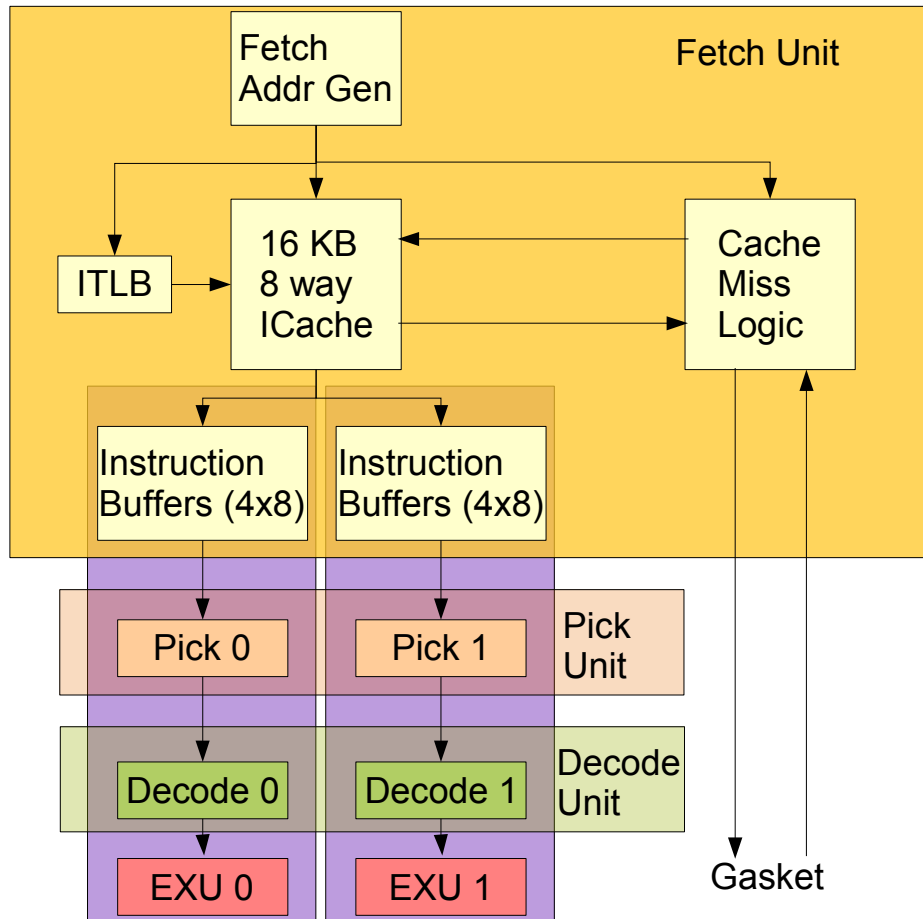 Fetch
Addr Gen
Fetch Unit
ITLB
16 KB
8 way
ICache
Cache
Miss
Logic
Instruction
Buffers (4x8)
Instruction
Buffers (4x8)
Pick 0
Pick 1
Pick
Unit
Decode 0
Decode 1
Decode
Unit
EXU 0
EXU 1
Gasket